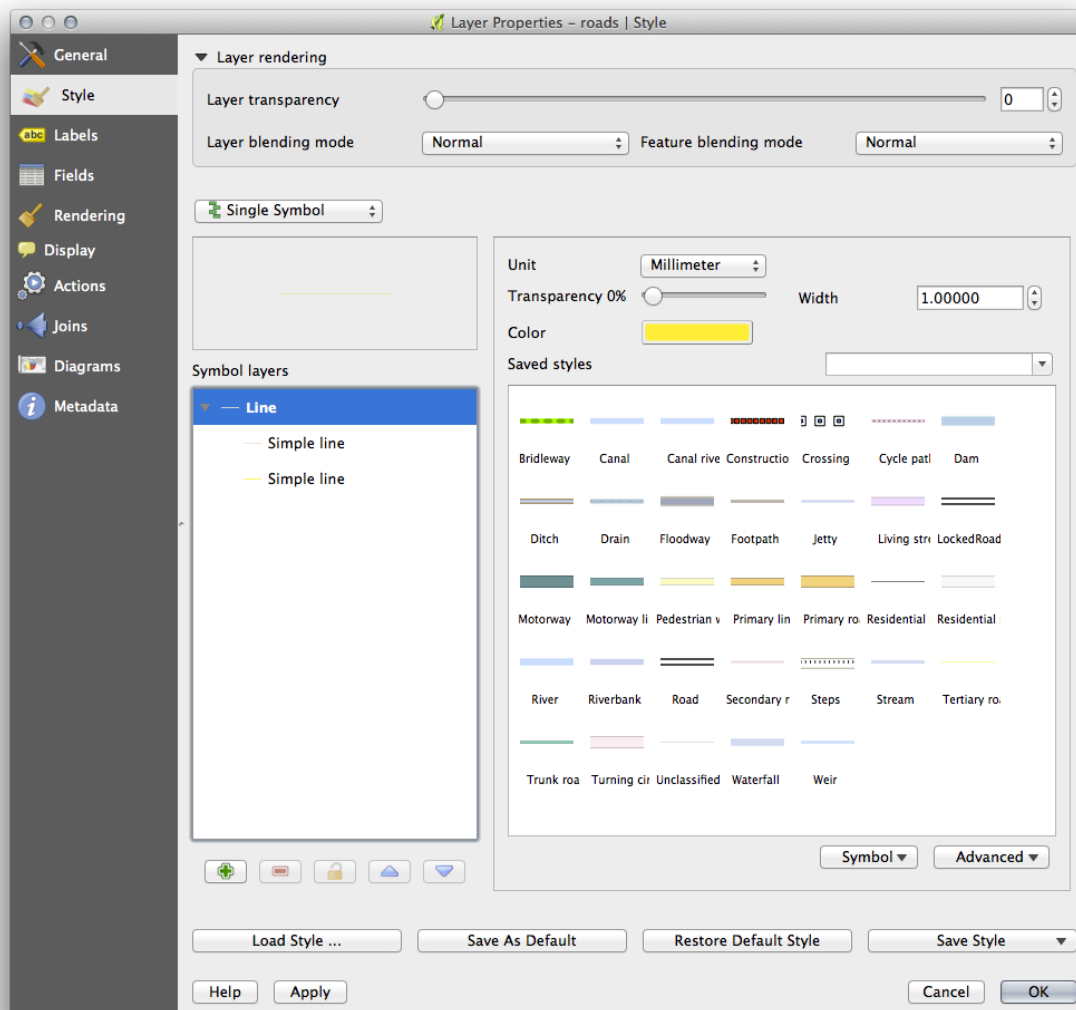 Layer Properties – roads | Style
General
Style
abc Labels
Fields
Rendering
Display
Actions
Joins
Diagrams
i Metadata
Layer rendering
Layer transparency 0
Layer blending mode Normal Feature blending mode Normal
Single Symbol
Unit Millimeter
Transparency 0% Width 1.00000
Color
Saved styles
Symbol layers
Line
Simple line
Simple line
Bridleway Canal Canal rive Constructio Crossing Cycle patl Dam
Ditch Drain Floodway Footpath Jetty Living stre LockedRoad
Motorway Motorway li Pedestrian w Primary lin Primary ro Residential Residential
River Riverbank Road Secondary r Steps Stream Tertiary ro
Trunk roa Turning cir Unclassified Waterfall Weir
Symbol Advanced
Load Style ... Save As Default Restore Default Style Save Style
Help Apply Cancel OK